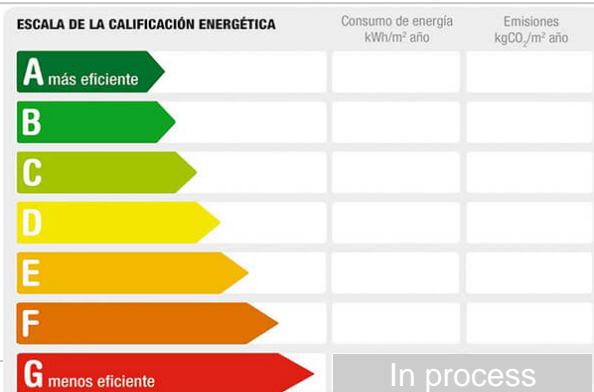 ESCALA DE LA CALIFICACIÓN ENERGÉTICA
Consumo de energía
kWh/m² año
Emisiones
kgCO₂/m² año
A más eficiente
B
C
D
E
F
G menos eficiente
In process